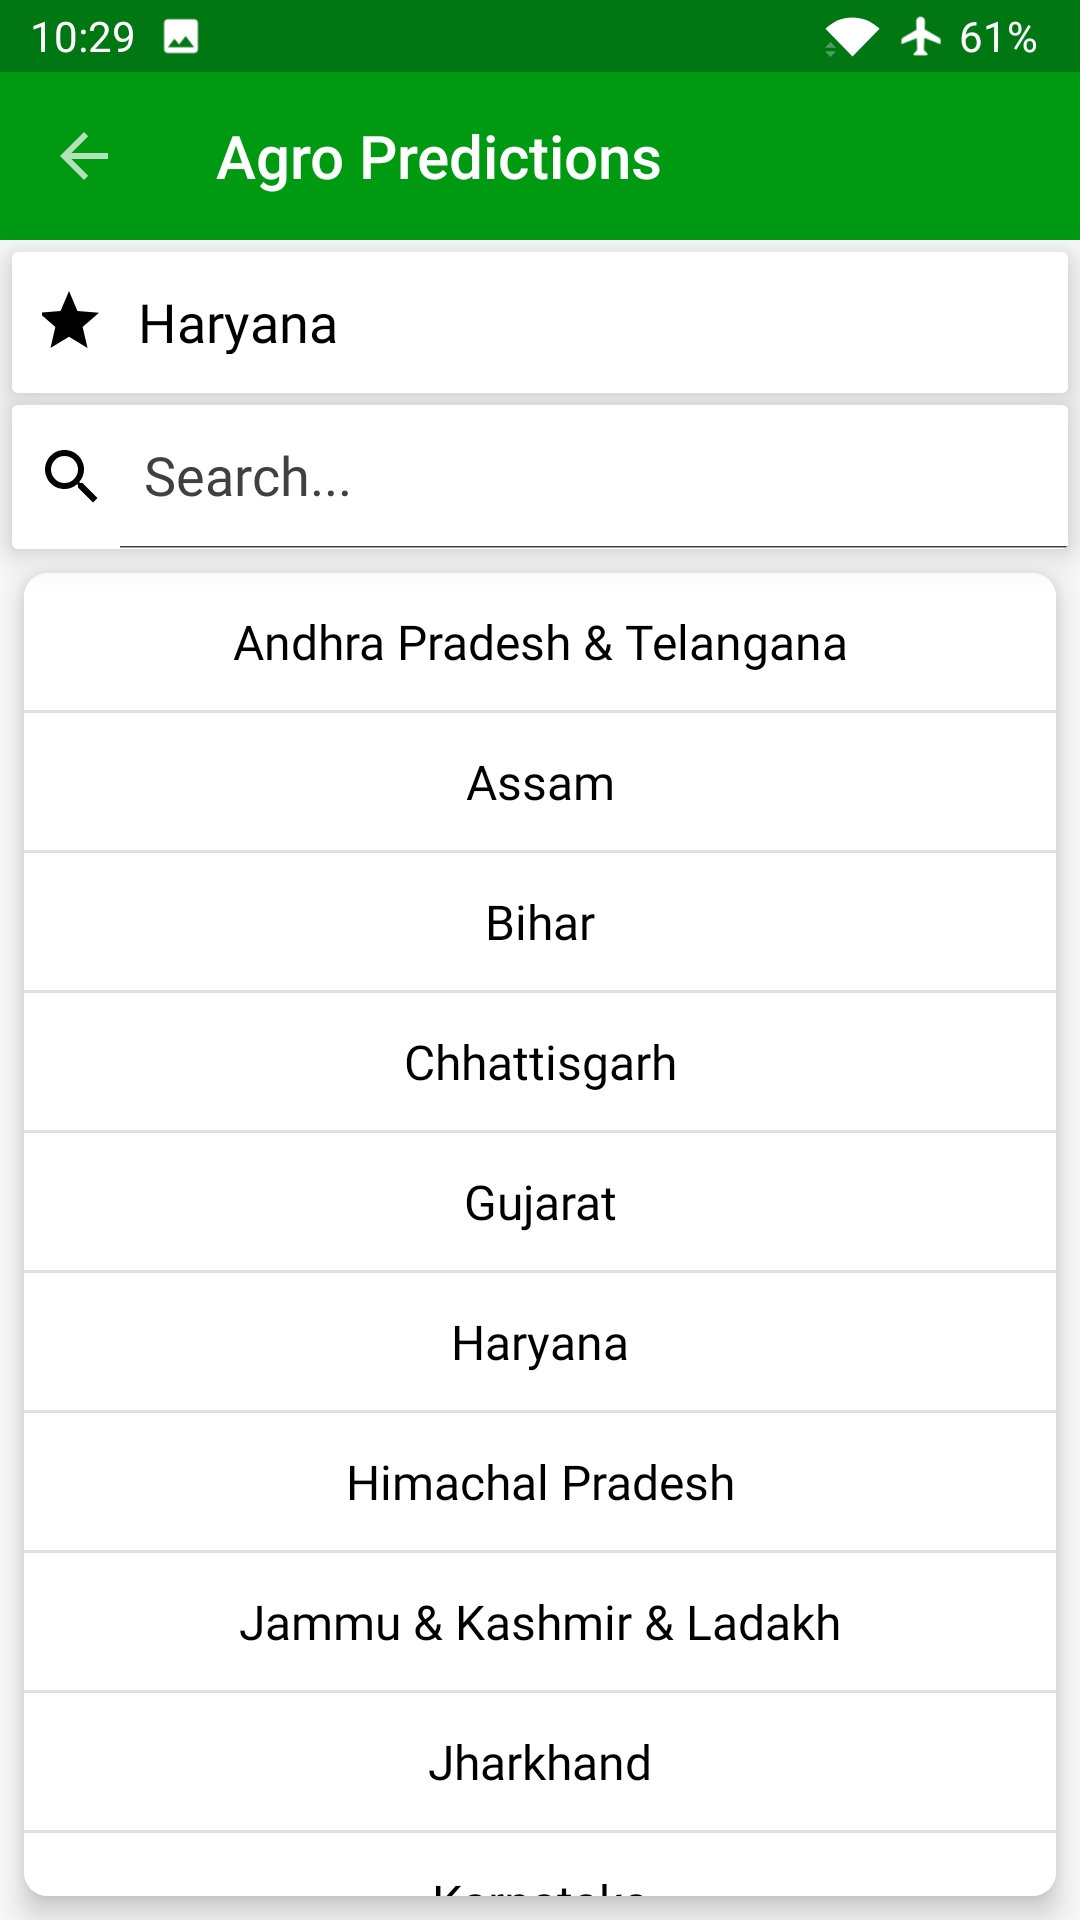 10:29 61%
Agro Predictions
Haryana
Search...
Andhra Pradesh & Telangana
Assam
Bihar
Chhattisgarh
Gujarat
Haryana
Himachal Pradesh
Jammu & Kashmir & Ladakh
Jharkhand